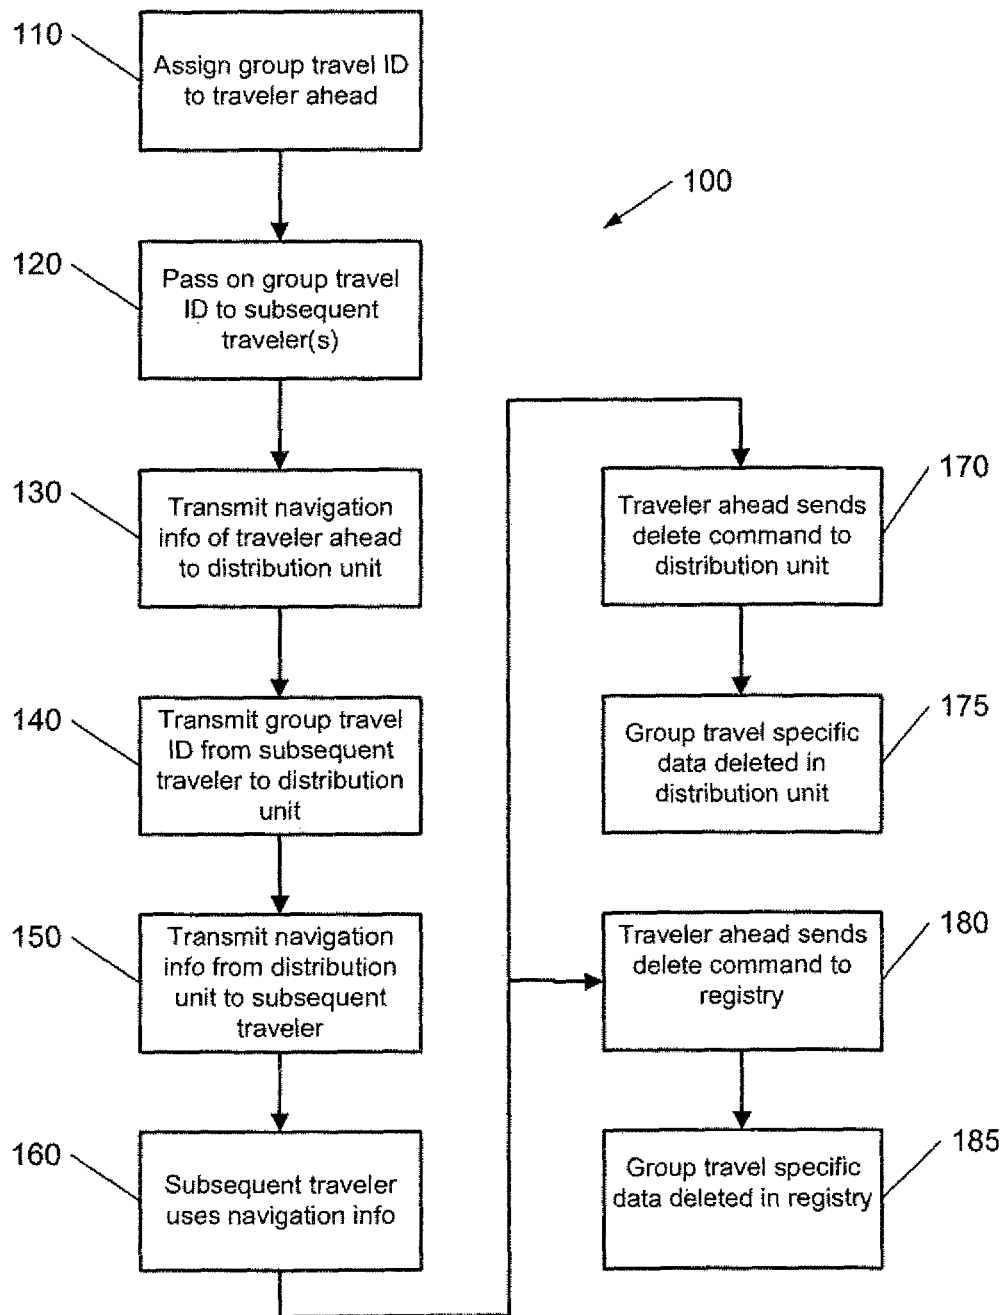 110
Assign group travel ID
to traveler ahead
100
120
Pass on group travel
ID to subsequent
traveler(s)
130
Transmit navigation
info of traveler ahead
to distribution unit
140
Transmit group travel
ID from subsequent
traveler to distribution
unit
150
Transmit navigation
info from distribution
unit to subsequent
traveler
160
Subsequent traveler
uses navigation info
170
Traveler ahead sends
delete command to
distribution unit
175
Group travel specific
data deleted in
distribution unit
180
Traveler ahead sends
delete command to
registry
185
Group travel specific
data deleted in registry